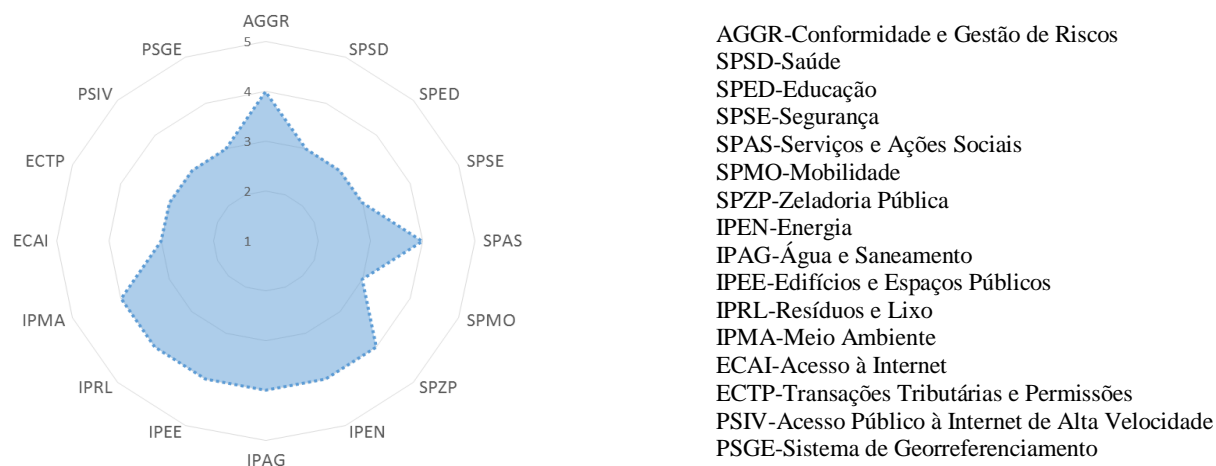 AGGR
PSGE
SPSD
5
PSIV
SPED
4
ECTP
SPSE
3
2
ECAI
1
SPAS
IPMA
SPMO
IPRL
SPZP
IPEE
IPEN
IPAG
AGGR-Conformidade e Gestão de Riscos
SPSD-Saúde
SPED-Educação
SPSE-Segurança
SPAS-Serviços e Ações Sociais
SPMO-Mobilidade
SPZP-Zeladoria Pública
IPEN-Energia
IPAG-Água e Saneamento
IPEE-Edifícios e Espaços Públicos
IPRL-Resíduos e Lixo
IPMA-Meio Ambiente
ECAI-Acesso à Internet
ECTP-Transações Tributárias e Permissões
PSIV-Acesso Público à Internet de Alta Velocidade
PSGE-Sistema de Georreferenciamento